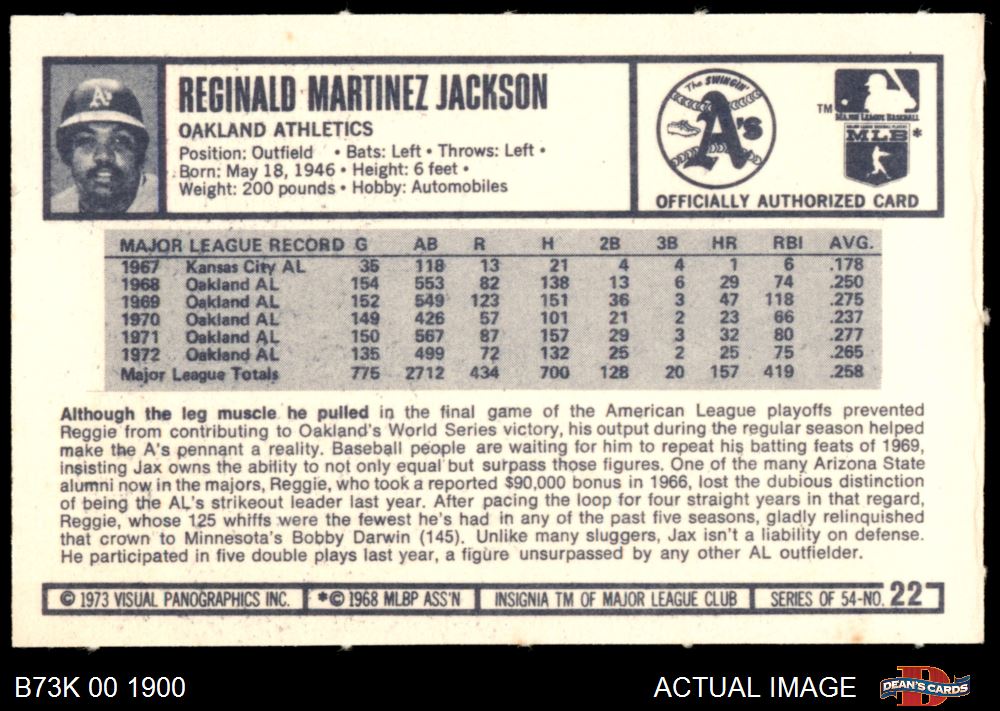 REGINALD MARTINEZ JACKSON
OAKLAND ATHLETICS
Position: Outfield • Bats: Left • Throws: Left •
Born: May 18, 1946 • Height: 6 feet •
Weight: 200 pounds • Hobby: Automobiles
A's
The SWINGIN'
A's
TM
MAJOR LEAGUE BASEBALL
MAJOR LEAGUE BASEBALL PLAYERS
MLB *
OFFICIALLY AUTHORIZED CARD
MAJOR LEAGUE RECORD G AB R H 2B 3B HR RBI AVG.
1967 Kansas City AL 35 118 13 21 4 4 1 6 .178
1968 Oakland AL 154 553 82 138 13 6 29 74 .250
1969 Oakland AL 152 549 123 151 36 3 47 118 .275
1970 Oakland AL 149 426 57 101 21 2 23 66 .237
1971 Oakland AL 150 567 87 157 29 3 32 80 .277
1972 Oakland AL 135 499 72 132 25 2 25 75 .265
Major League Totals 775 2712 434 700 128 20 157 419 .258
Although the leg muscle he pulled in the final game of the American League playoffs prevented
Reggie from contributing to Oakland's World Series victory, his output during the regular season helped
make the A's pennant a reality. Baseball people are waiting for him to repeat his batting feats of 1969,
insisting Jax owns the ability to not only equal but surpass those figures. One of the many Arizona State
alumni now in the majors, Reggie, who took a reported $90,000 bonus in 1966, lost the dubious distinction
of being the AL's strikeout leader last year. After pacing the loop for four straight years in that regard,
Reggie, whose 125 whiffs were the fewest he's had in any of the past five seasons, gladly relinquished
that crown to Minnesota's Bobby Darwin (145). Unlike many sluggers, Jax isn't a liability on defense.
He participated in five double plays last year, a figure unsurpassed by any other AL outfielder.
© 1973 VISUAL PANOGRAPHICS INC. *© 1968 MLBP ASS'N INSIGNIA TM OF MAJOR LEAGUE CLUB SERIES OF 54-NO. 22
B73K 00 1900
ACTUAL IMAGE
D
DEAN'S CARDS